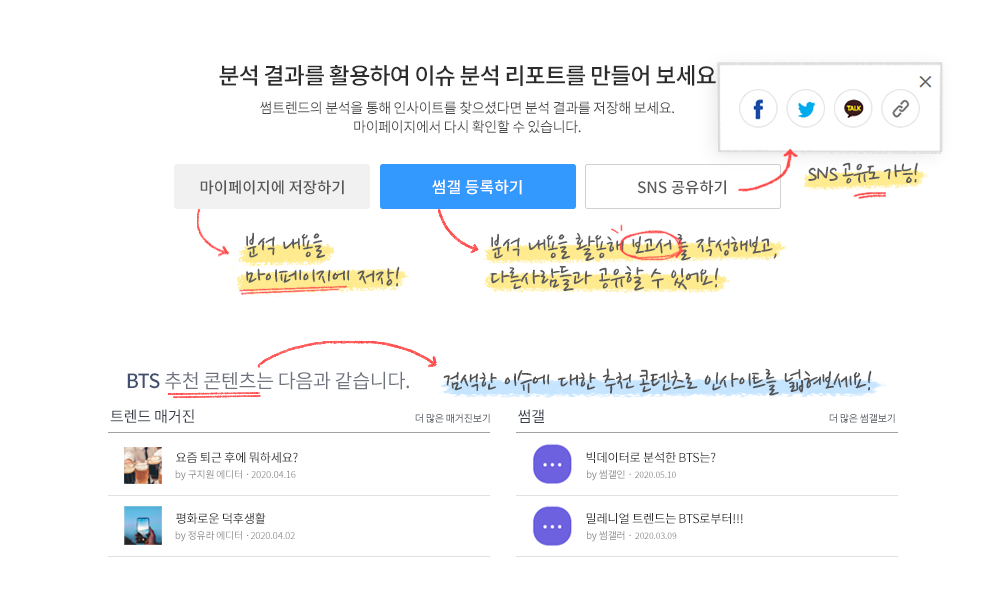 분석 결과를 활용하여 이슈 분석 리포트를 만들어 보세요
썸트렌드의 분석을 통해 인사이트를 찾으셨다면 분석 결과를 저장해 보세요.
마이페이지에서 다시 확인할 수 있습니다.
TALK
마이페이지에 저장하기
썸갤 등록하기
SNS 공유하기
SNS 공유도 가능!
분석 내용을
마이페이지에 저장!
분석 내용을 활용해 보고서를 작성해보고,
다른사람들과 공유할 수 있어요!
BTS 추천 콘텐츠는 다음과 같습니다.
검색한 이슈에 대한 추천 콘텐츠로 인사이트를 넓혀보세요!
트렌드 매거진
더 많은 매거진보기
요즘 퇴근 후에 뭐하세요?
by 구지원 에디터 · 2020.04.16
평화로운 덕후생활
by 정유라 에디터 · 2020.04.02
썸갤
더 많은 썸갤보기
빅데이터로 분석한 BTS는?
by 썸갤인 · 2020.05.10
밀레니얼 트렌드는 BTS로부터!!!
by 썸갤러 · 2020.03.09